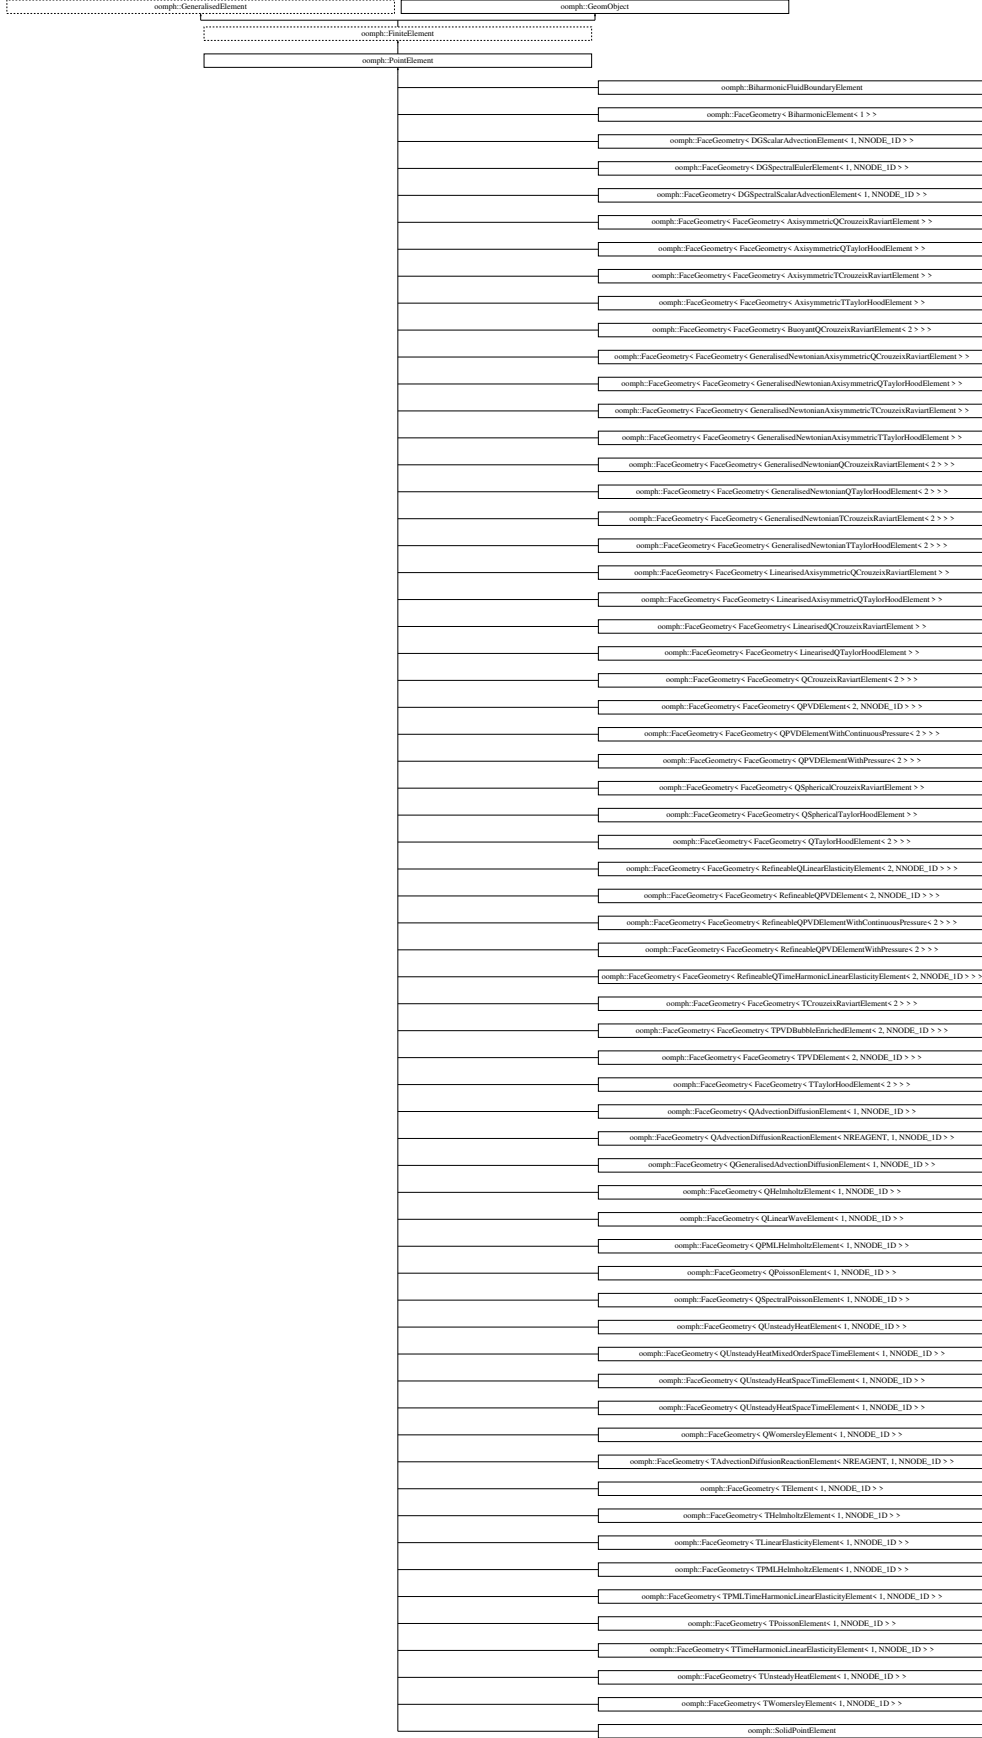 oomph::GeneralisedElement
oomph::GeomObject
oomph::FiniteElement
oomph::PointElement
oomph::BiharmonicFluidBoundaryElement
oomph::FaceGeometry< BiharmonicElement< 1 > >
oomph::FaceGeometry< DGScalarAdvectionElement< 1, NNODE_1D > >
oomph::FaceGeometry< DGSpectralEulerElement< 1, NNODE_1D > >
oomph::FaceGeometry< DGSpectralScalarAdvectionElement< 1, NNODE_1D > >
oomph::FaceGeometry< FaceGeometry< AxisymmetricQCrouzeixRaviartElement > >
oomph::FaceGeometry< FaceGeometry< AxisymmetricQTaylorHoodElement > >
oomph::FaceGeometry< FaceGeometry< AxisymmetricTCrouzeixRaviartElement > >
oomph::FaceGeometry< FaceGeometry< AxisymmetricTTaylorHoodElement > >
oomph::FaceGeometry< FaceGeometry< BuoyantQCrouzeixRaviartElement< 2 > > >
oomph::FaceGeometry< FaceGeometry< GeneralisedNewtonianAxisymmetricQCrouzeixRaviartElement > >
oomph::FaceGeometry< FaceGeometry< GeneralisedNewtonianAxisymmetricQTaylorHoodElement > >
oomph::FaceGeometry< FaceGeometry< GeneralisedNewtonianAxisymmetricTCrouzeixRaviartElement > >
oomph::FaceGeometry< FaceGeometry< GeneralisedNewtonianAxisymmetricTTaylorHoodElement > >
oomph::FaceGeometry< FaceGeometry< GeneralisedNewtonianQCrouzeixRaviartElement< 2 > > >
oomph::FaceGeometry< FaceGeometry< GeneralisedNewtonianQTaylorHoodElement< 2 > > >
oomph::FaceGeometry< FaceGeometry< GeneralisedNewtonianTCrouzeixRaviartElement< 2 > > >
oomph::FaceGeometry< FaceGeometry< GeneralisedNewtonianTTaylorHoodElement< 2 > > >
oomph::FaceGeometry< FaceGeometry< LinearisedAxisymmetricQCrouzeixRaviartElement > >
oomph::FaceGeometry< FaceGeometry< LinearisedAxisymmetricQTaylorHoodElement > >
oomph::FaceGeometry< FaceGeometry< LinearisedQCrouzeixRaviartElement > >
oomph::FaceGeometry< FaceGeometry< LinearisedQTaylorHoodElement > >
oomph::FaceGeometry< FaceGeometry< QCrouzeixRaviartElement< 2 > > >
oomph::FaceGeometry< FaceGeometry< QPVDElement< 2, NNODE_1D > > >
oomph::FaceGeometry< FaceGeometry< QPVDElementWithContinuousPressure< 2 > > >
oomph::FaceGeometry< FaceGeometry< QPVDElementWithPressure< 2 > > >
oomph::FaceGeometry< FaceGeometry< QSphericalCrouzeixRaviartElement > >
oomph::FaceGeometry< FaceGeometry< QSphericalTaylorHoodElement > >
oomph::FaceGeometry< FaceGeometry< QTaylorHoodElement< 2 > > >
oomph::FaceGeometry< FaceGeometry< RefineableQLinearElasticityElement< 2, NNODE_1D > > >
oomph::FaceGeometry< FaceGeometry< RefineableQPVDElement< 2, NNODE_1D > > >
oomph::FaceGeometry< FaceGeometry< RefineableQPVDElementWithContinuousPressure< 2 > > >
oomph::FaceGeometry< FaceGeometry< RefineableQPVDElementWithPressure< 2 > > >
oomph::FaceGeometry< FaceGeometry< RefineableQTimeHarmonicLinearElasticityElement< 2, NNODE_1D > > >
oomph::FaceGeometry< FaceGeometry< TCrouzeixRaviartElement< 2 > > >
oomph::FaceGeometry< FaceGeometry< TPVDBubbleEnrichedElement< 2, NNODE_1D > > >
oomph::FaceGeometry< FaceGeometry< TPVDElement< 2, NNODE_1D > > >
oomph::FaceGeometry< FaceGeometry< TTaylorHoodElement< 2 > > >
oomph::FaceGeometry< QAdvectionDiffusionElement< 1, NNODE_1D > >
oomph::FaceGeometry< QAdvectionDiffusionReactionElement< NREAGENT, 1, NNODE_1D > >
oomph::FaceGeometry< QGeneralisedAdvectionDiffusionElement< 1, NNODE_1D > >
oomph::FaceGeometry< QHelmholtzElement< 1, NNODE_1D > >
oomph::FaceGeometry< QLinearWaveElement< 1, NNODE_1D > >
oomph::FaceGeometry< QPMLHelmholtzElement< 1, NNODE_1D > >
oomph::FaceGeometry< QPoissonElement< 1, NNODE_1D > >
oomph::FaceGeometry< QSpectralPoissonElement< 1, NNODE_1D > >
oomph::FaceGeometry< QUnsteadyHeatElement< 1, NNODE_1D > >
oomph::FaceGeometry< QUnsteadyHeatMixedOrderSpaceTimeElement< 1, NNODE_1D > >
oomph::FaceGeometry< QUnsteadyHeatSpaceTimeElement< 1, NNODE_1D > >
oomph::FaceGeometry< QUnsteadyHeatSpaceTimeElement< 1, NNODE_1D > >
oomph::FaceGeometry< QWomersleyElement< 1, NNODE_1D > >
oomph::FaceGeometry< TAdvectionDiffusionReactionElement< NREAGENT, 1, NNODE_1D > >
oomph::FaceGeometry< TElement< 1, NNODE_1D > >
oomph::FaceGeometry< THelmholtzElement< 1, NNODE_1D > >
oomph::FaceGeometry< TLinearElasticityElement< 1, NNODE_1D > >
oomph::FaceGeometry< TPMLHelmholtzElement< 1, NNODE_1D > >
oomph::FaceGeometry< TPMLTimeHarmonicLinearElasticityElement< 1, NNODE_1D > >
oomph::FaceGeometry< TPoissonElement< 1, NNODE_1D > >
oomph::FaceGeometry< TTimeHarmonicLinearElasticityElement< 1, NNODE_1D > >
oomph::FaceGeometry< TUnsteadyHeatElement< 1, NNODE_1D > >
oomph::FaceGeometry< TWomersleyElement< 1, NNODE_1D > >
oomph::SolidPointElement